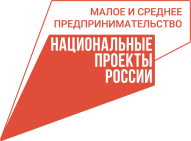 МАЛОЕ И СРЕДНЕЕ
ПРЕДПРИНИМАТЕЛЬСТВО
НАЦИОНАЛЬНЫЕ
ПРОЕКТЫ
РОССИИ